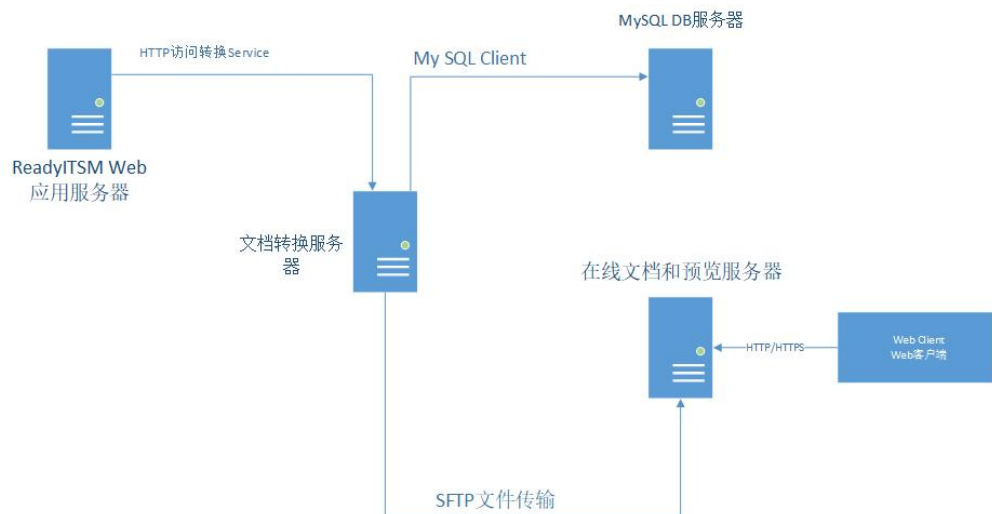 MySQL DB服务器
HTTP访问转换Service
My SQL Client
ReadyITSM Web
应用服务器
文档转换服务
器
在线文档和预览服务器
HTTP/HTTPS
Web Client
Web客户端
SFTP文件传输